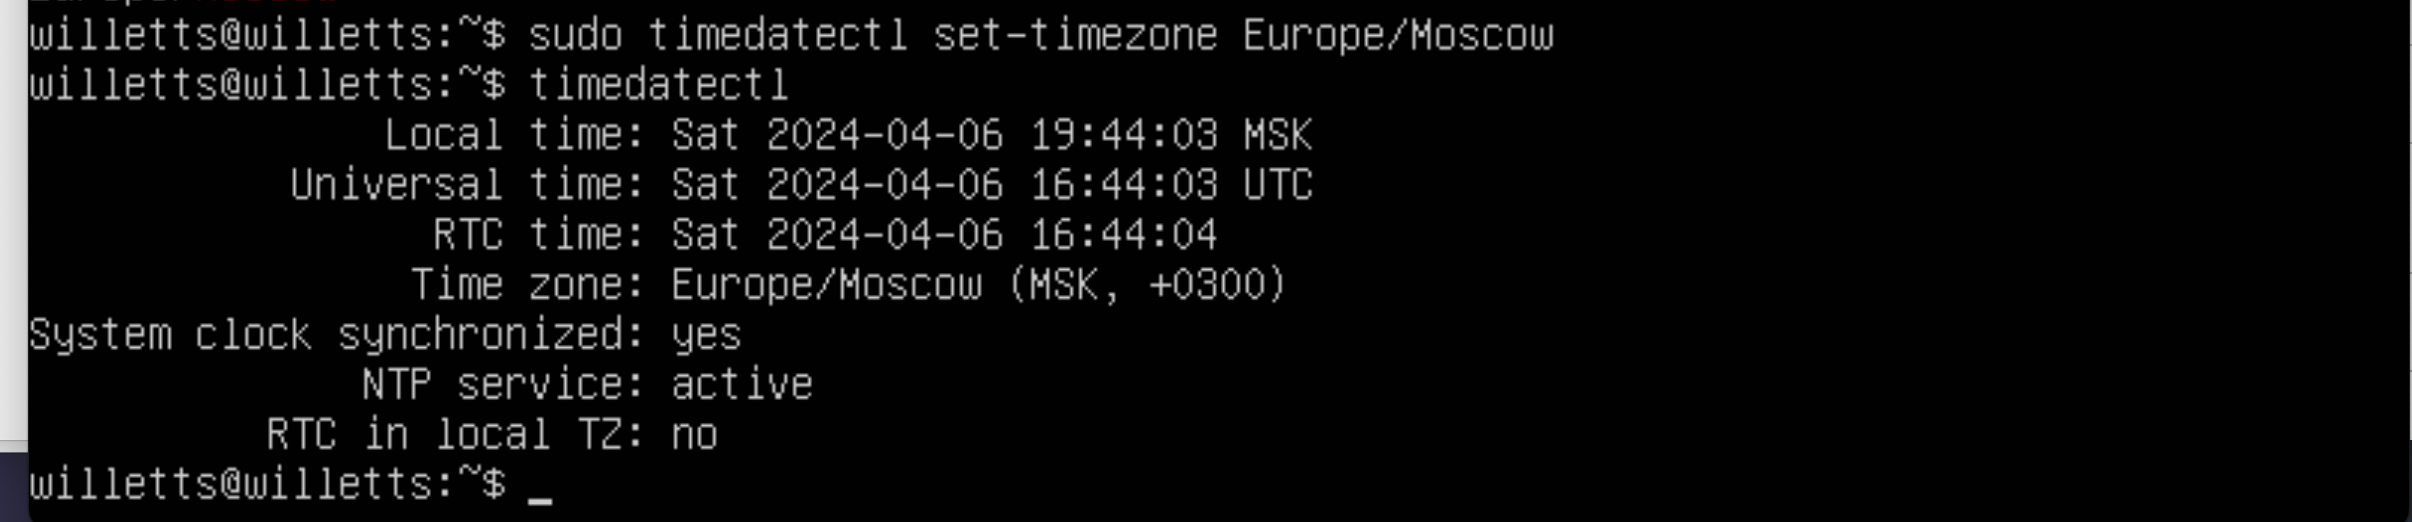 willetts@willetts:~$ sudo timedatectl set-timezone Europe/Moscow
willetts@willetts:~$ timedatectl
Local time: Sat 2024-04-06 19:44:03 MSK
Universal time: Sat 2024-04-06 16:44:03 UTC
RTC time: Sat 2024-04-06 16:44:04
Time zone: Europe/Moscow (MSK, +0300)
System clock synchronized: yes
NTP service: active
RTC in local TZ: no
willetts@willetts:~$ _